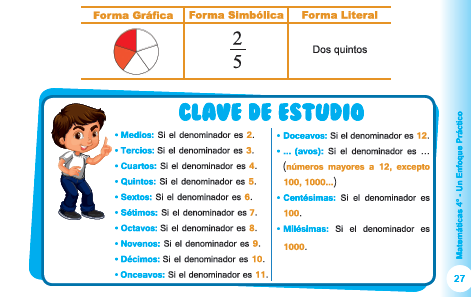 Forma Gráfica Forma Simbólica Forma Literal
2
5
Dos quintos
CLAVE DE ESTUDIO
• Medios: Si el denominador es 2.
• Tercios: Si el denominador es 3.
• Cuartos: Si el denominador es 4.
• Quintos: Si el denominador es 5.
• Sextos: Si el denominador es 6.
• Sétimos: Si el denominador es 7.
• Octavos: Si el denominador es 8.
• Novenos: Si el denominador es 9.
• Décimos: Si el denominador es 10.
• Onceavos: Si el denominador es 11.
• Doceavos: Si el denominador es 12.
• ... (avos): Si el denominador es ...
(números mayores a 12, excepto
100, 1000...)
• Centésimas: Si el denominador es
100.
• Milésimas: Si el denominador es
1000.
Matemáticas 4° - Un Enfoque Práctico
27